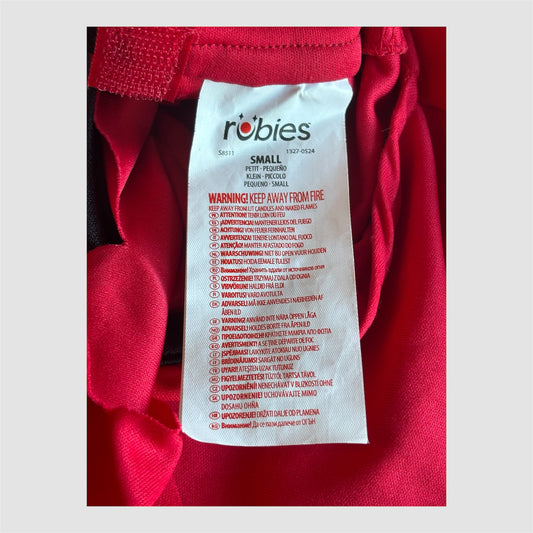 rubies
S8511 1527-0524
SMALL
PETIT · PEQUEÑO
KLEIN · PICCOLO
PEQUENO · SMALL
WARNING! KEEP AWAY FROM FIRE
KEEP AWAY FROM LIT CANDLES AND NAKED FLAMES
ATTENTION! TENIR LOIN DU FEU
¡ADVERTENCIA! MANTENER LEJOS DEL FUEGO
ACHTUNG! VON FEUER FERNHALTEN
AVVERTENZA! TENERE LONTANO DAL FUOCO
ATENÇÃO! MANTER AFASTADO DO FOGO
WAARSCHUWING! NIET BIJ OPEN VUUR HOUDEN
HOIATUS! HOIDA EEMALE TULEST
Внимание! Хранить вдали от источников огня
OSTRZEŻENIE! TRZYMAJ Z DALA OD OGNIA
VIÐVÖRUN! HALDIÐ FRÁ ELDI
VAROITUS! VARO AVOTULTA
ADVARSEL! MÅ IKKE ANVENDES I NÆRHEDEN AF
ÅBEN ILD
VARNING! ANVÄND INTE NÄRA ÖPPEN LÅGA
ADVARSEL! HOLDES BORTE FRA ÅPEN ILD
ΠΡΟΕΙΔΟΠΟΙΗΣΗ! ΚΡΑΤΗΣΤΕ ΜΑΚΡΙΑ ΑΠΟ ΦΩΤΙΑ
AVERTISMENT! A SE ȚINE DEPARTE DE FOC
ĮSPĖJIMAS! LAIKYKITE ATOKIAU NUO UGNIES
BRĪDINĀJUMS! SARGĀT NO UGUNS
UYARI! ATEŞTEN UZAK TUTUNUZ
FIGYELMEZTETÉS! TŰZTŐL TARTSA TÁVOL
UPOZORNĚNÍ! NENECHÁVAT V BLÍZKOSTI OHNE
UPOZORNENIE! UCHOVÁVAJTE MIMO
DOSAHU OHŇA
UPOZORENJE! DRŽATI DALJE OD PLAMENA
Внимание! Да се пази далече от ОГЪН